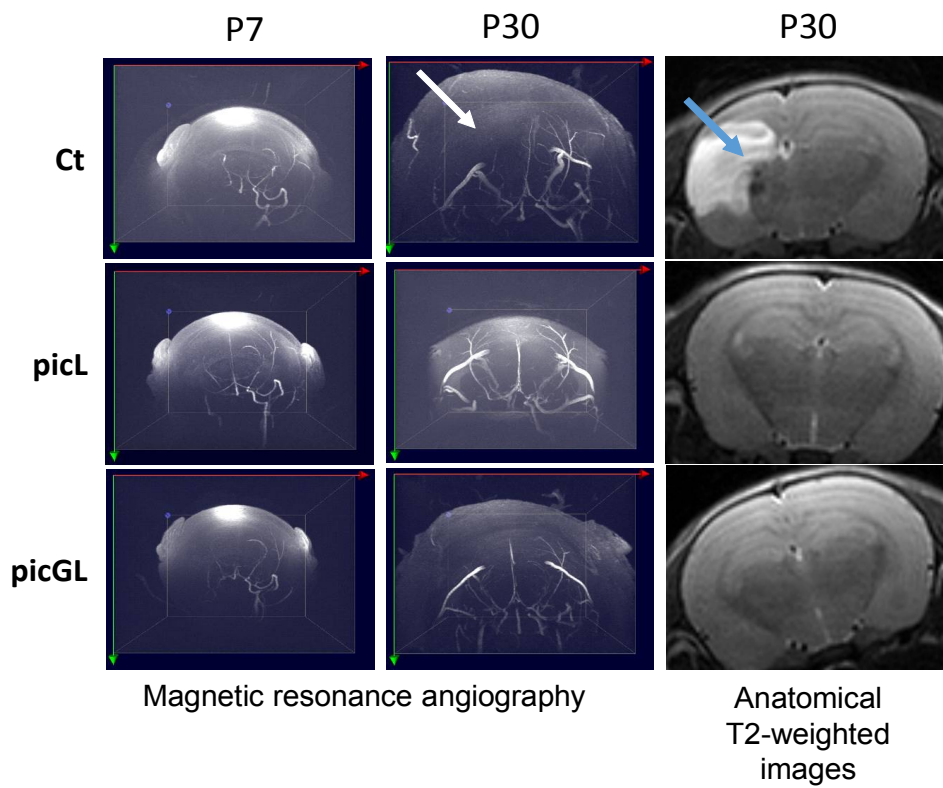 P7
P30
P30
Ct
picL
picGL
Magnetic resonance angiography
Anatomical
T2-weighted
images